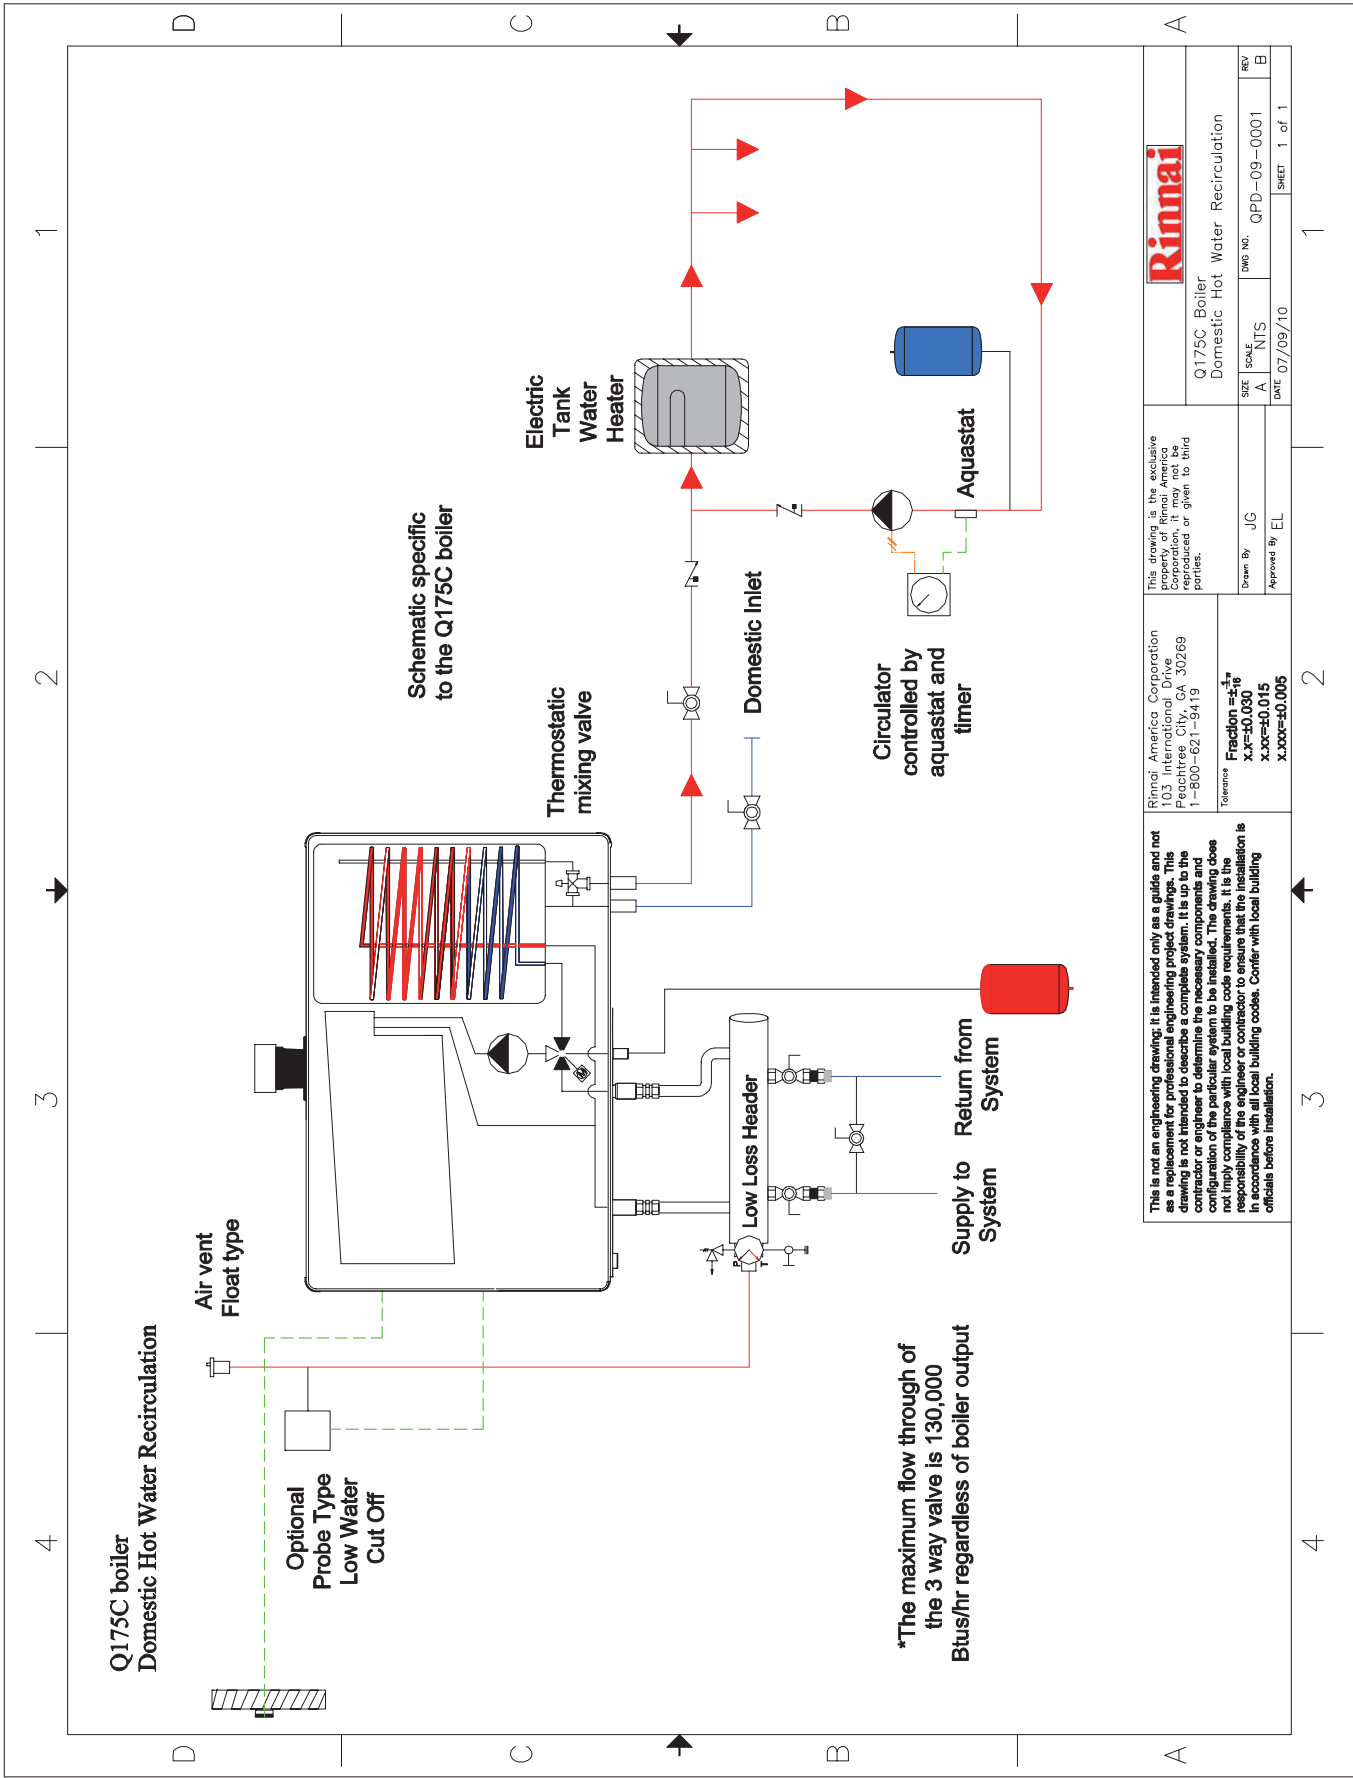 Q175C boiler
Domestic Hot Water Recirculation
Air vent
Float type
Optional
Probe Type
Low Water
Cut Off
Schematic specific
to the Q175C boiler
Thermostatic
mixing valve
Electric
Tank
Water
Heater
Domestic Inlet
Circulator
controlled by
aquastat and
timer
Aquastat
Low Loss Header
P
T
M
Supply to
System
Return from
System
*The maximum flow through of
the 3 way valve is 130,000
Btus/hr regardless of boiler output
This is not an engineering drawing; it is intended only as a guide and not
as a replacement for professional engineering project drawings. This
drawing is not intended to describe a complete system. It is up to the
contractor or engineer to determine the necessary components and
configuration of the particular system to be installed. The drawing does
not imply compliance with local building code requirements. It is the
responsibility of the engineer or contractor to ensure that the installation is
in accordance with all local building codes. Confer with local building
officials before installation.
Rinnai America Corporation
103 International Drive
Peachtree City, GA 30269
1-800-621-9419
Tolerance
Fraction =±1/16"
x.x=±0.030
x.xx=±0.015
x.xxx=±0.005
This drawing is the exclusive
property of Rinnai America
Corporation, it may not be
reproduced or given to third
parties.
Drawn By JG
Approved By EL
Rinnai
Q175C Boiler
Domestic Hot Water Recirculation
SIZE A SCALE NTS DWG NO. QPD-09-0001 REV B
DATE 07/09/10 SHEET 1 of 1
4 3 2 1
4 3 2 1
D C B A
D C B A